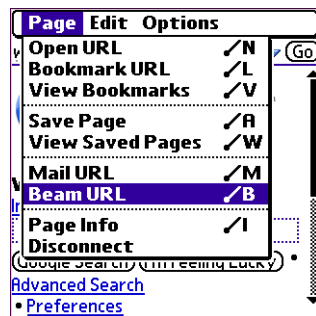 Page Edit Options
Open URL /N
Bookmark URL /L
View Bookmarks /V
Go
Save Page /A
View Saved Pages /W
Mail URL /M
Beam URL /B
Page Info /I
Disconnect
Google Search I'm Feeling Lucky •
Advanced Search
• Preferences